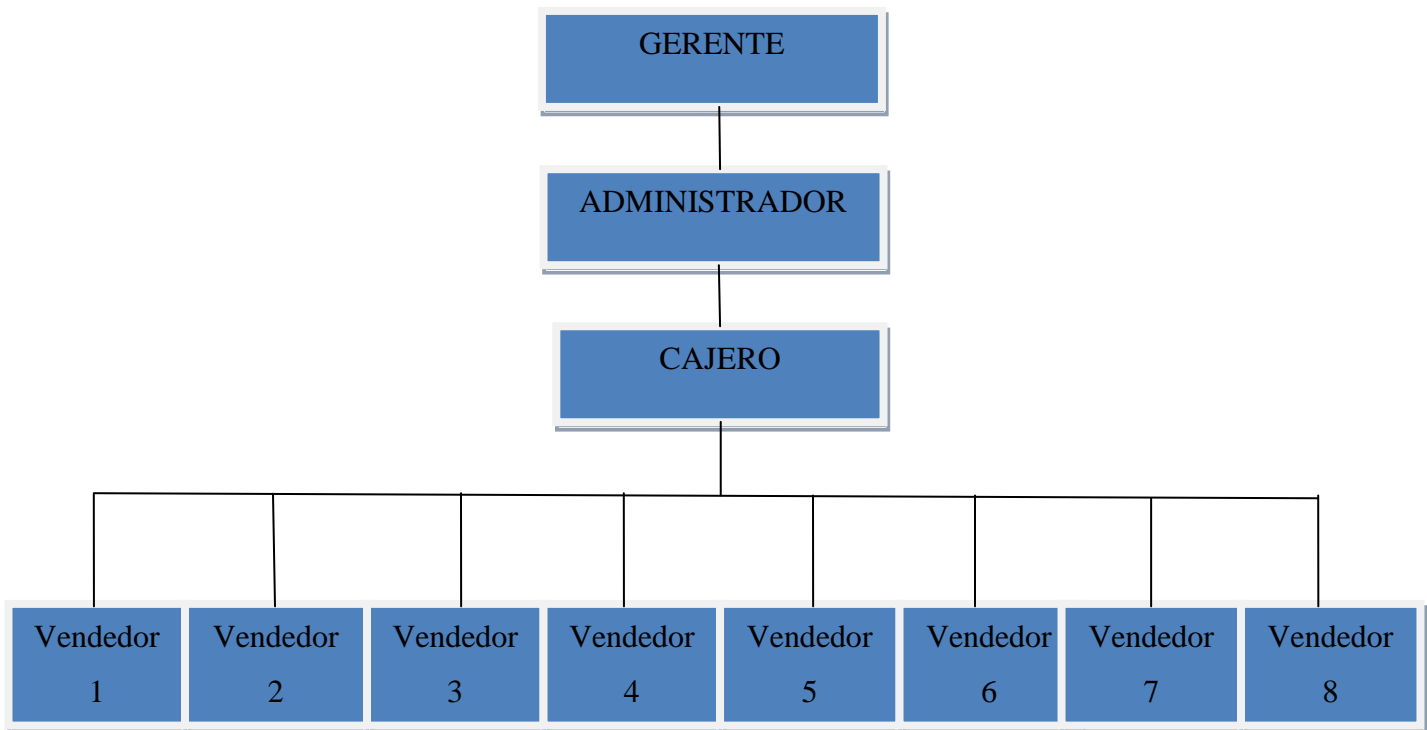 GERENTE
ADMINISTRADOR
CAJERO
Vendedor
1
Vendedor
2
Vendedor
3
Vendedor
4
Vendedor
5
Vendedor
6
Vendedor
7
Vendedor
8